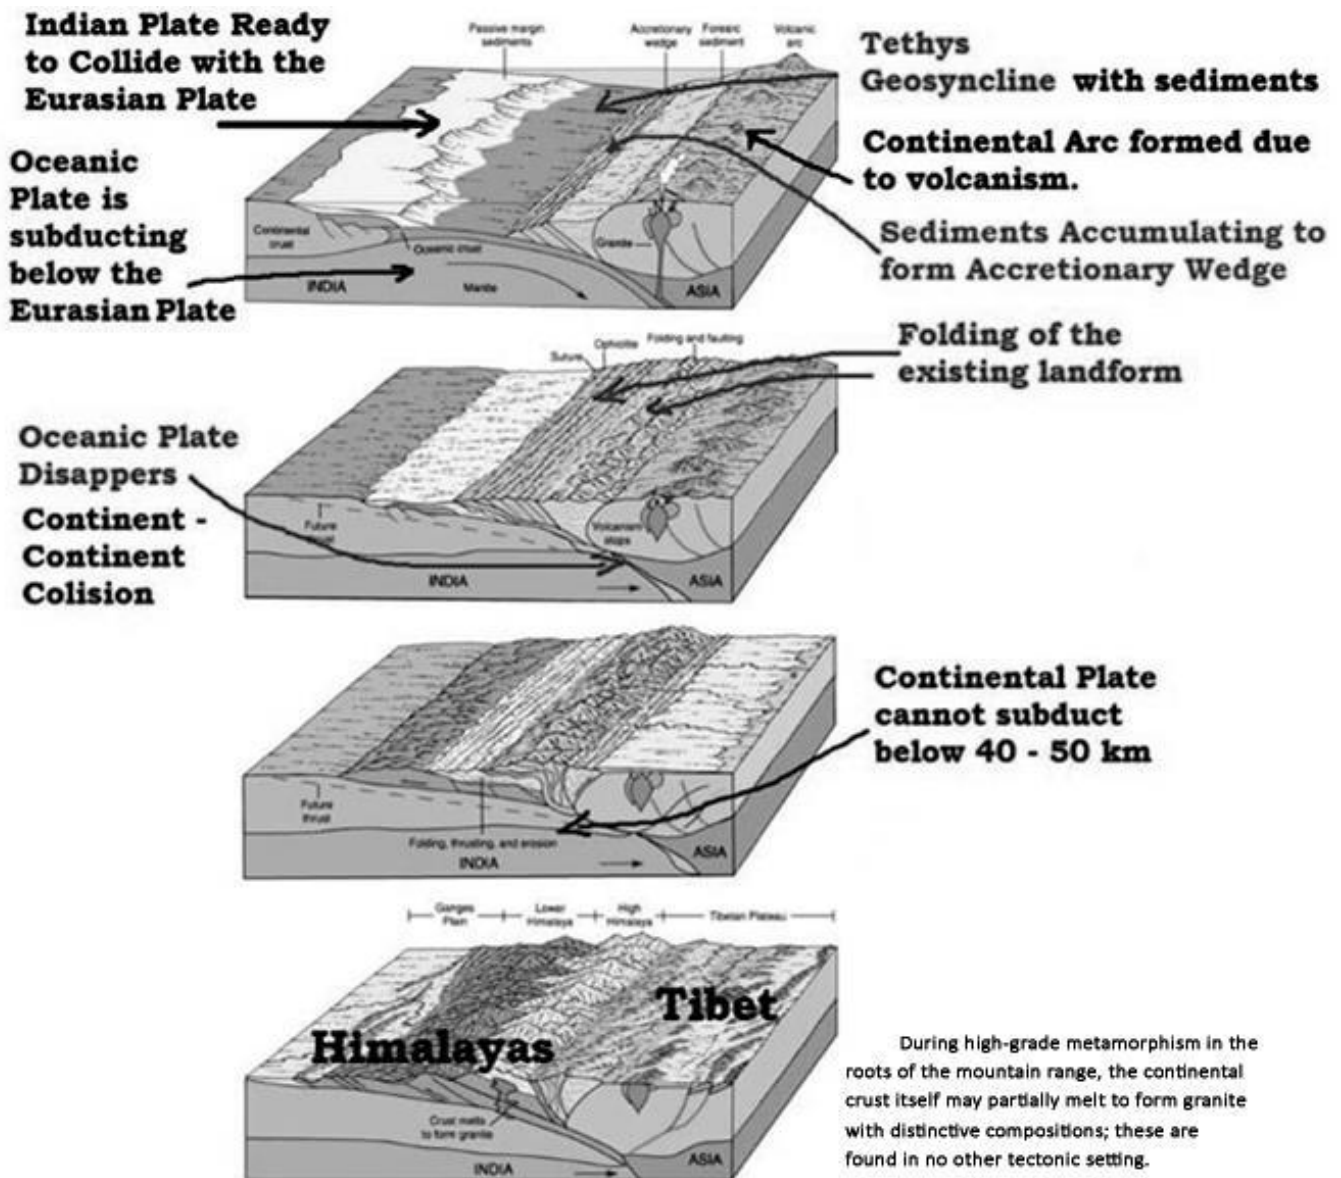 Indian Plate Ready
to Collide with the
Eurasian Plate
Passive margin
sediments
Accretionary
wedge
Forearc
sediment
Volcanic
arc
Tethys
Geosyncline with sediments
Oceanic
Plate is
subducting
below the
Eurasian Plate
Continental Arc formed due
to volcanism.
Sediments Accumulating to
form Accretionary Wedge
Continental
crust
Oceanic crust
Granite
INDIA
Mantle
ASIA
Suture
Ophiolite
Folding and faulting
Folding of the
existing landform
Oceanic Plate
Disappers
Continent -
Continent
Colision
Future
thrust
Volcanism
stops
INDIA
ASIA
Continental Plate
cannot subduct
below 40 - 50 km
Future
thrust
Folding, thrusting, and erosion
INDIA
ASIA
Ganges
Plain
Lower
Himalaya
High
Himalaya
Tibetan Plateau
Tibet
Himalayas
Crust melts
to form granite
INDIA
ASIA
During high-grade metamorphism in the
roots of the mountain range, the continental
crust itself may partially melt to form granite
with distinctive compositions; these are
found in no other tectonic setting.